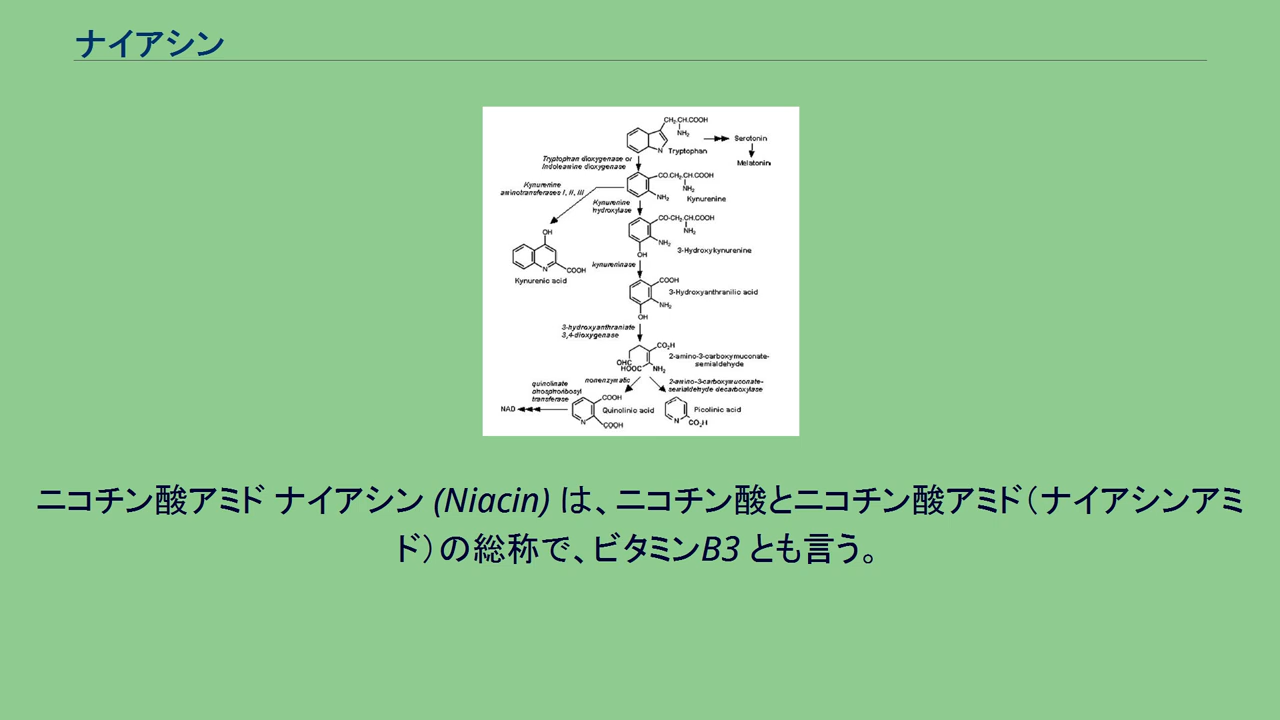 ナイアシン
CH₂CH.COOH
NH₂
N
Tryptophan
Serotonin
Melatonin
Tryptophan dioxygenase or
Indoleamine dioxygenase
Kynurenine
aminotransferases I, II, III
CO.CH₂.CH.COOH
NH₂
NH₂
Kynurenine
Kynurenine
hydroxylase
CO-CH₂.CH.COOH
NH₂
NH₂
OH
3-Hydroxykynurenine
OH
N
COOH
Kynurenic acid
kynureninase
COOH
NH₂
OH
3-Hydroxyanthranilic acid
3-hydroxyanthranlate
3,4-dioxygenase
CO₂H
OHC
HOOC
NH₂
2-amino-3-carboxymuconate-
semialdehyde
nonenzymatic
2-amino-3-carboxymuconate-
semialdehyde decarboxylase
quinolinate
phosphoribosyl
transferase
NAD
COOH
N
COOH
Quinolinic acid
N
CO₂H
Picolinic acid
ニコチン酸アミド ナイアシン (Niacin) は、ニコチン酸とニコチン酸アミド（ナイアシンアミ
ド）の総称で、ビタミンB3 とも言う。